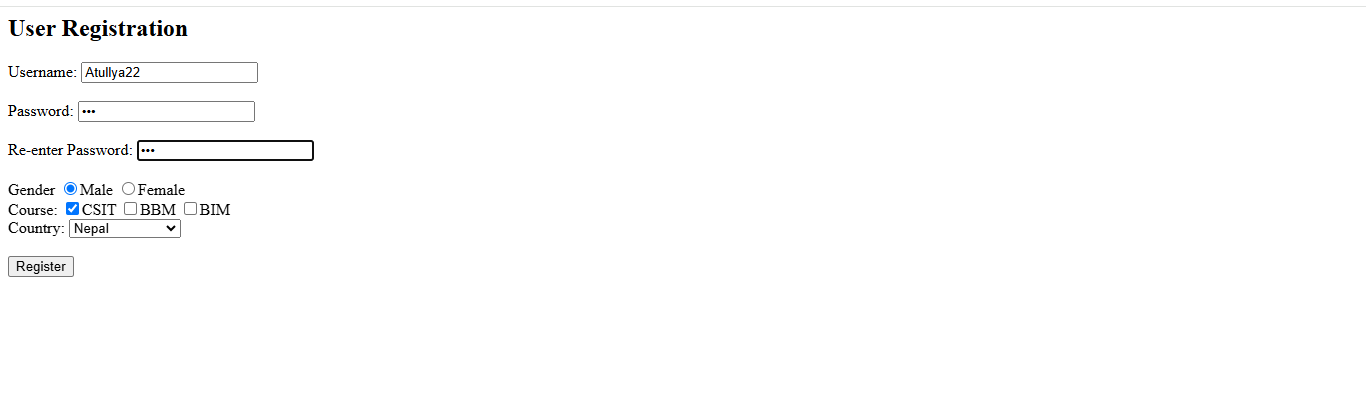 User Registration
Username: Atullya22
Password: •••
Re-enter Password: •••
Gender Male Female
Course: CSIT BBM BIM
Country: Nepal
Register